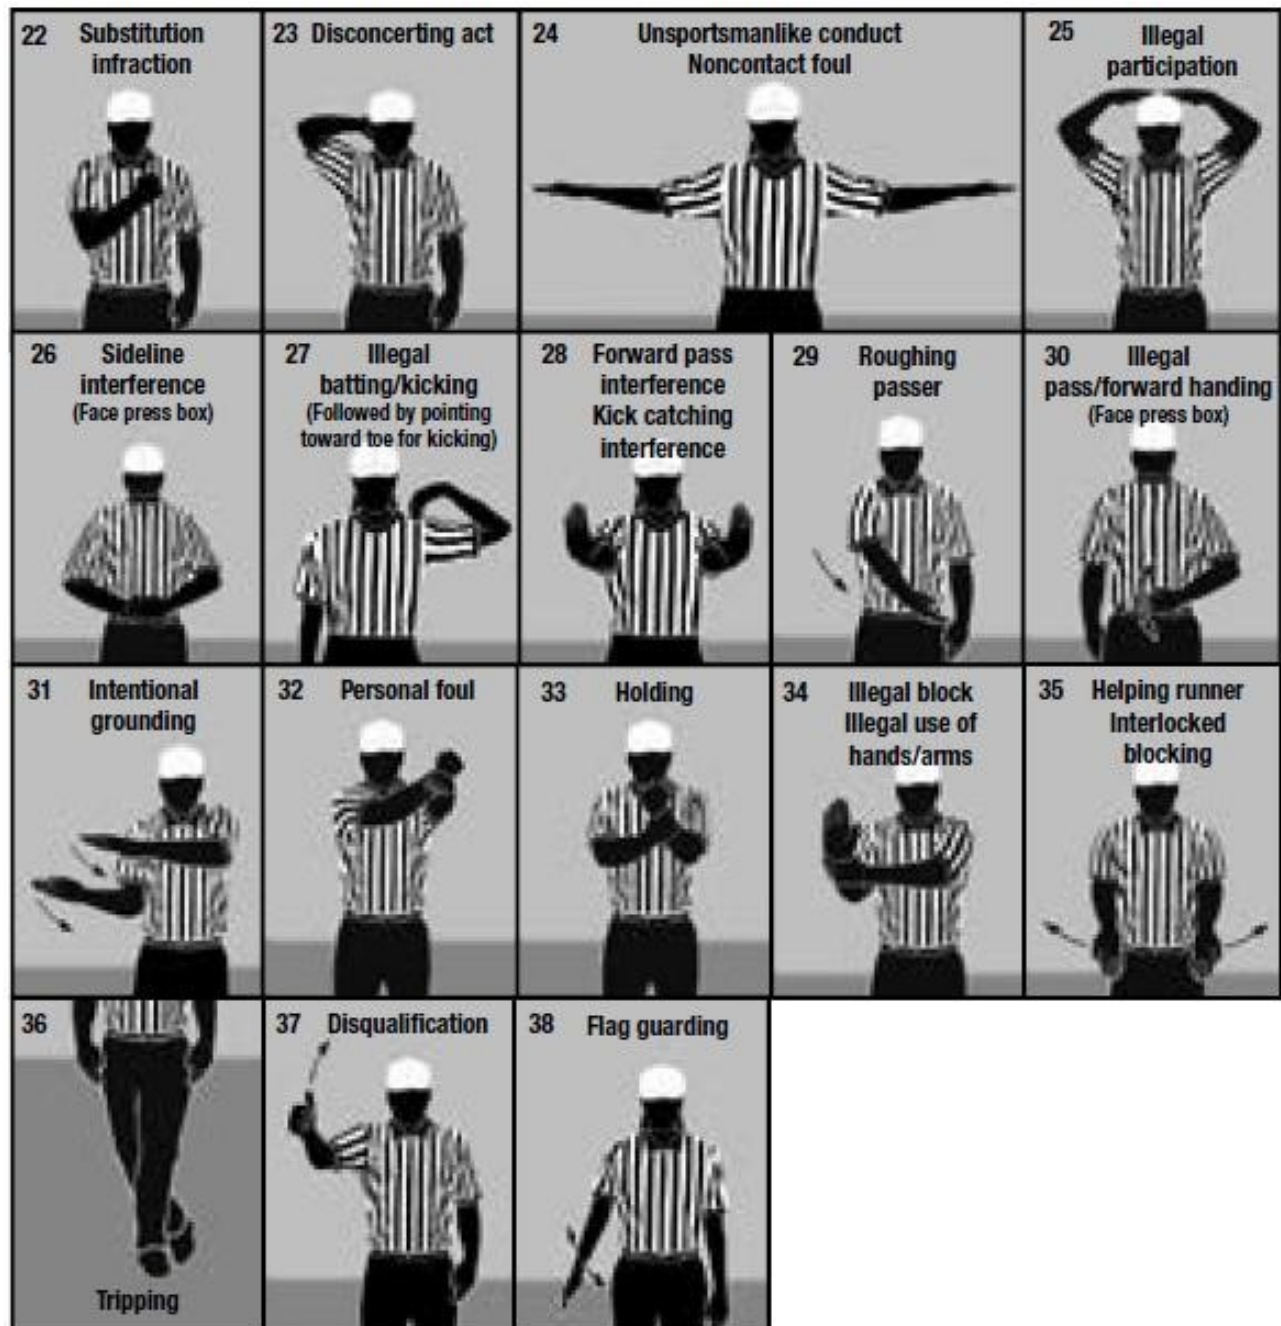 22 Substitution
infraction
23 Disconcerting act
24 Unsportsmanlike conduct
Noncontact foul
25 Illegal
participation
26 Sideline
interference
(Face press box)
27 Illegal
batting/kicking
(Followed by pointing
toward toe for kicking)
28 Forward pass
interference
Kick catching
interference
29 Roughing
passer
30 Illegal
pass/forward handing
(Face press box)
31 Intentional
grounding
32 Personal foul
33 Holding
34 Illegal block
Illegal use of
hands/arms
35 Helping runner
Interlocked
blocking
36
Tripping
37 Disqualification
38 Flag guarding